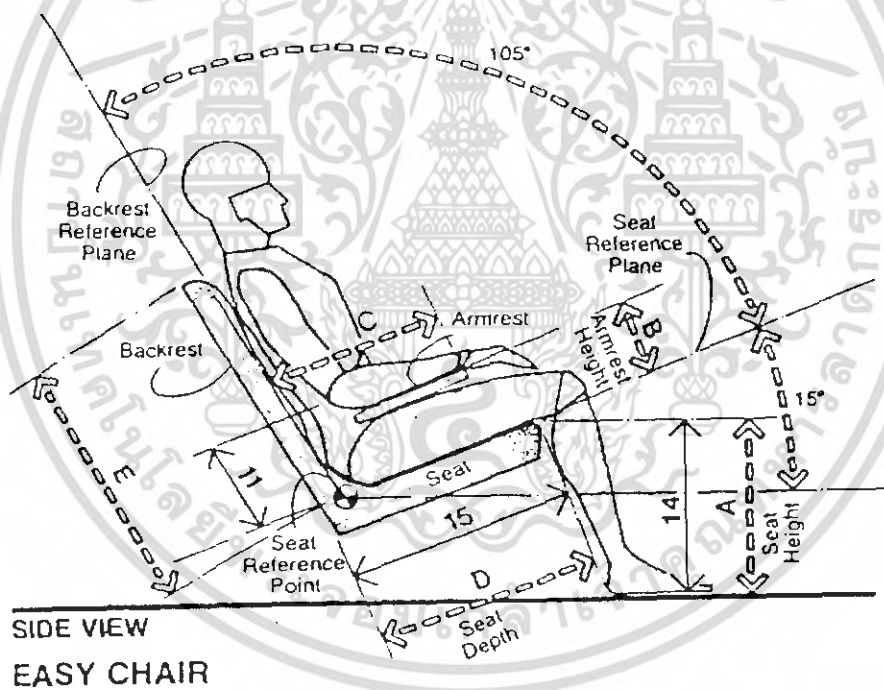 105°
Backrest
Reference
Plane
Seat
Reference
Plane
C
Armrest
B
Armrest
Height
Backrest
15°
E
11
Seat
14
A
Seat
Height
15
Seat
Reference
Point
D
Seat
Depth
SIDE VIEW
EASY CHAIR